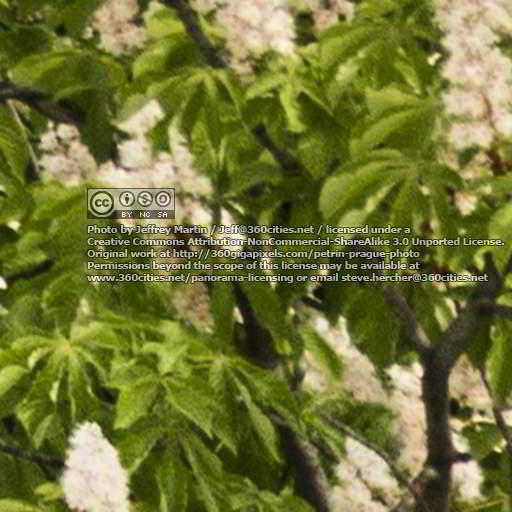 cc
BY NC SA
Photo by Jeffrey Martin / Jeff@360cities.net / licensed under a
Creative Commons Attribution-NonCommercial-ShareAlike 3.0 Unported License.
Original work at http://360gigapixels.com/petrin-prague-photo
Permissions beyond the scope of this license may be available at
www.360cities.net/panorama-licensing or email steve.hercher@360cities.net